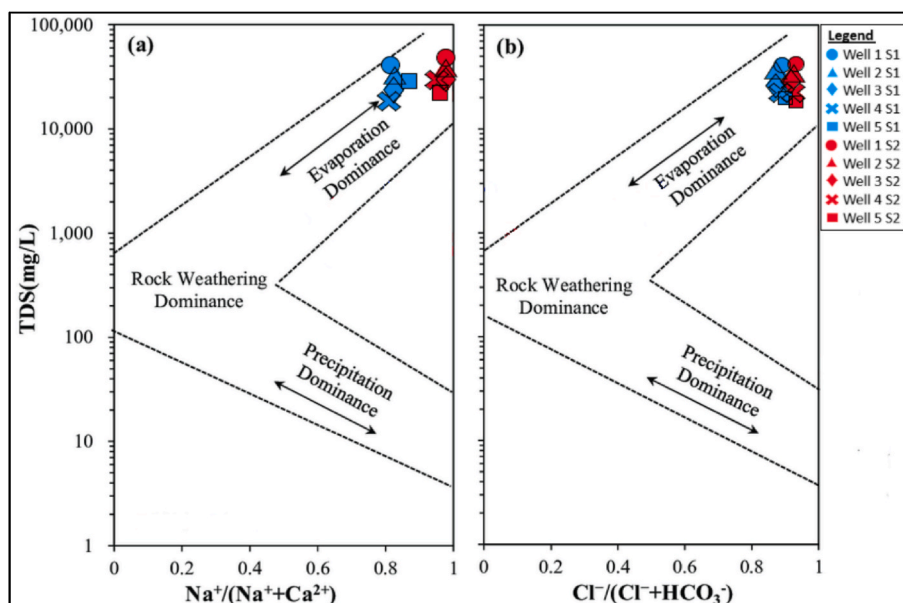 (a)
(b)
TDS(mg/L)
100,000
10,000
1,000
100
10
1
Evaporation
Dominance
Rock Weathering
Dominance
Precipitation
Dominance
0
0.2
0.4
0.6
0.8
1
Na⁺/(Na⁺+Ca²⁺)
Evaporation
Dominance
Rock Weathering
Dominance
Precipitation
Dominance
0
0.2
0.4
0.6
0.8
1
Cl⁻/(Cl⁻+HCO₃⁻)
Legend
Well 1 S1
Well 2 S1
Well 3 S1
Well 4 S1
Well 5 S1
Well 1 S2
Well 2 S2
Well 3 S2
Well 4 S2
Well 5 S2